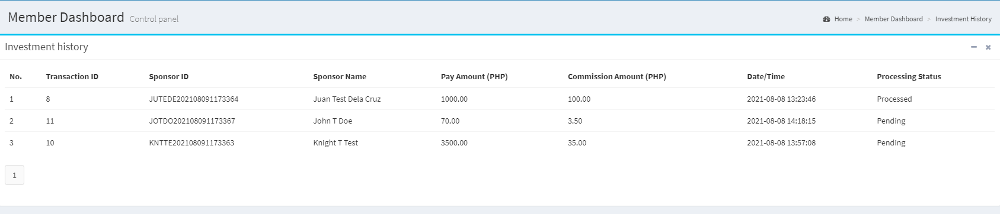 Member Dashboard Control panel
Home > Member Dashboard > Investment History
Investment history
No. Transaction ID Sponsor ID Sponsor Name Pay Amount (PHP) Commission Amount (PHP) Date/Time Processing Status
1 8 JUTEDE202108091173364 Juan Test Dela Cruz 1000.00 100.00 2021-08-08 13:23:46 Processed
2 11 JOTDO202108091173367 John T Doe 70.00 3.50 2021-08-08 14:18:15 Pending
3 10 KNTTE202108091173363 Knight T Test 3500.00 35.00 2021-08-08 13:57:08 Pending
1